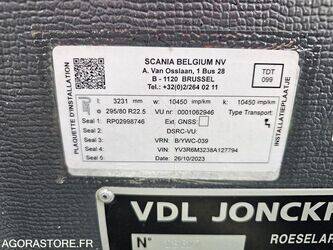 SCANIA BELGIUM NV
A. Van Osslaan, 1 Bus 28
B - 1120 BRUSSEL
Tel.: +32(0)2/264 02 11
TDT
099
PLAQUETTE D'INSTALLATION
INSTALLATIEPLAATJE
l: 3231 mm w: 10450 imp/km k: 10450 imp/km
295/80 R22.5 VU nr: 0001062946 Type Transport:
Seal 1: RP02998746 Ext. GNSS:
Seal 2: DSRC-VU:
Seal 3: VRN: B/YWC-039
Seal 4: VIN: YV3R6M3238A127794
Seal 5: 26/10/2023
VDL JONCK
N°
ROESELAR
AGORASTORE.FR
AGORASTORE.FR